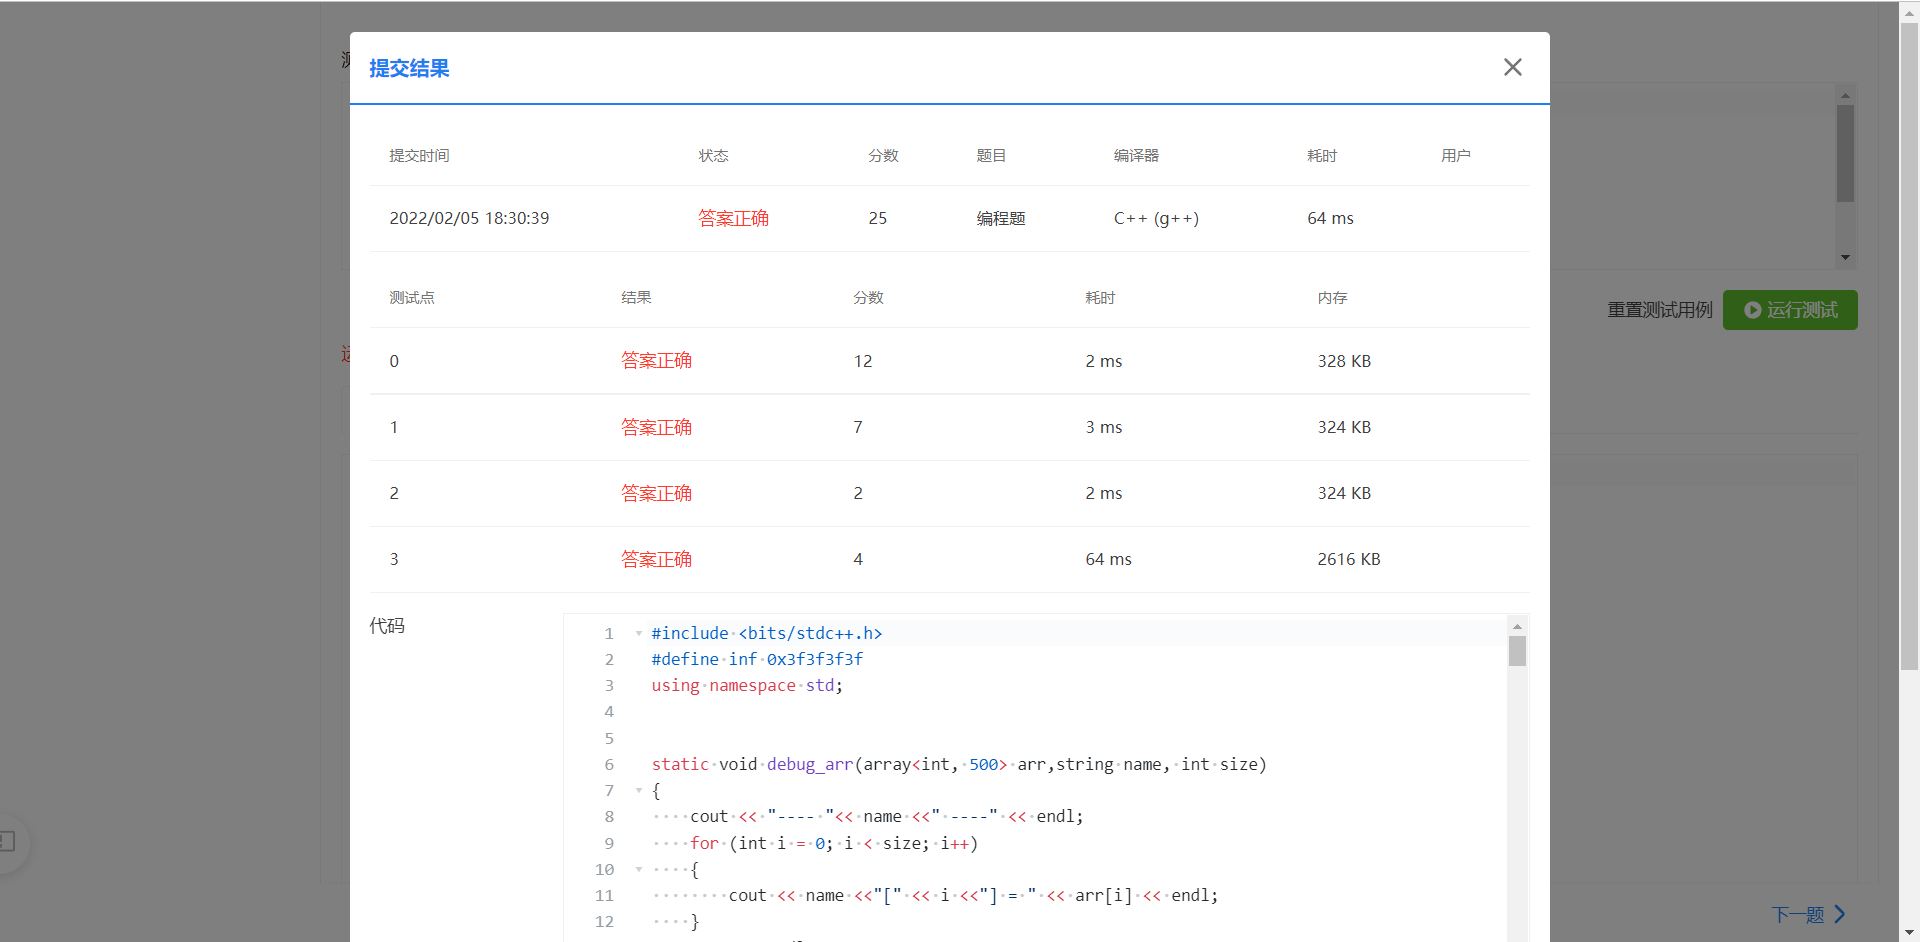 提交结果
提交时间 状态 分数 题目 编译器 耗时 用户
2022/02/05 18:30:39 答案正确 25 编程题 C++ (g++) 64 ms
测试点 结果 分数 耗时 内存
0 答案正确 12 2 ms 328 KB
1 答案正确 7 3 ms 324 KB
2 答案正确 2 2 ms 324 KB
3 答案正确 4 64 ms 2616 KB
重置测试用例 运行测试
代码
1 #include <bits/stdc++.h>
2 #define inf 0x3f3f3f3f
3 using namespace std;
4
5
6 static void debug_arr(array<int, 500> arr,string name, int size)
7 {
8 cout << "---- "<< name <<" ----" << endl;
9 for (int i = 0; i < size; i++)
10 {
11 cout << name <<"[" << i <<"] = " << arr[i] << endl;
12 }
下一题